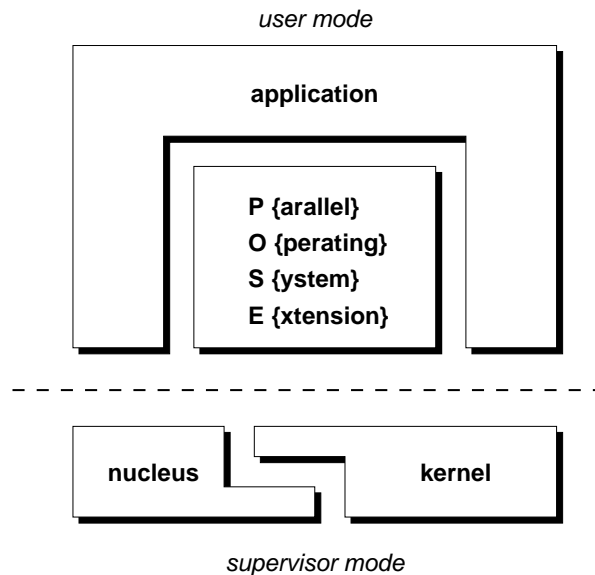 user mode
application
P {arallel}
O {perating}
S {ystem}
E {xtension}
nucleus
kernel
supervisor mode